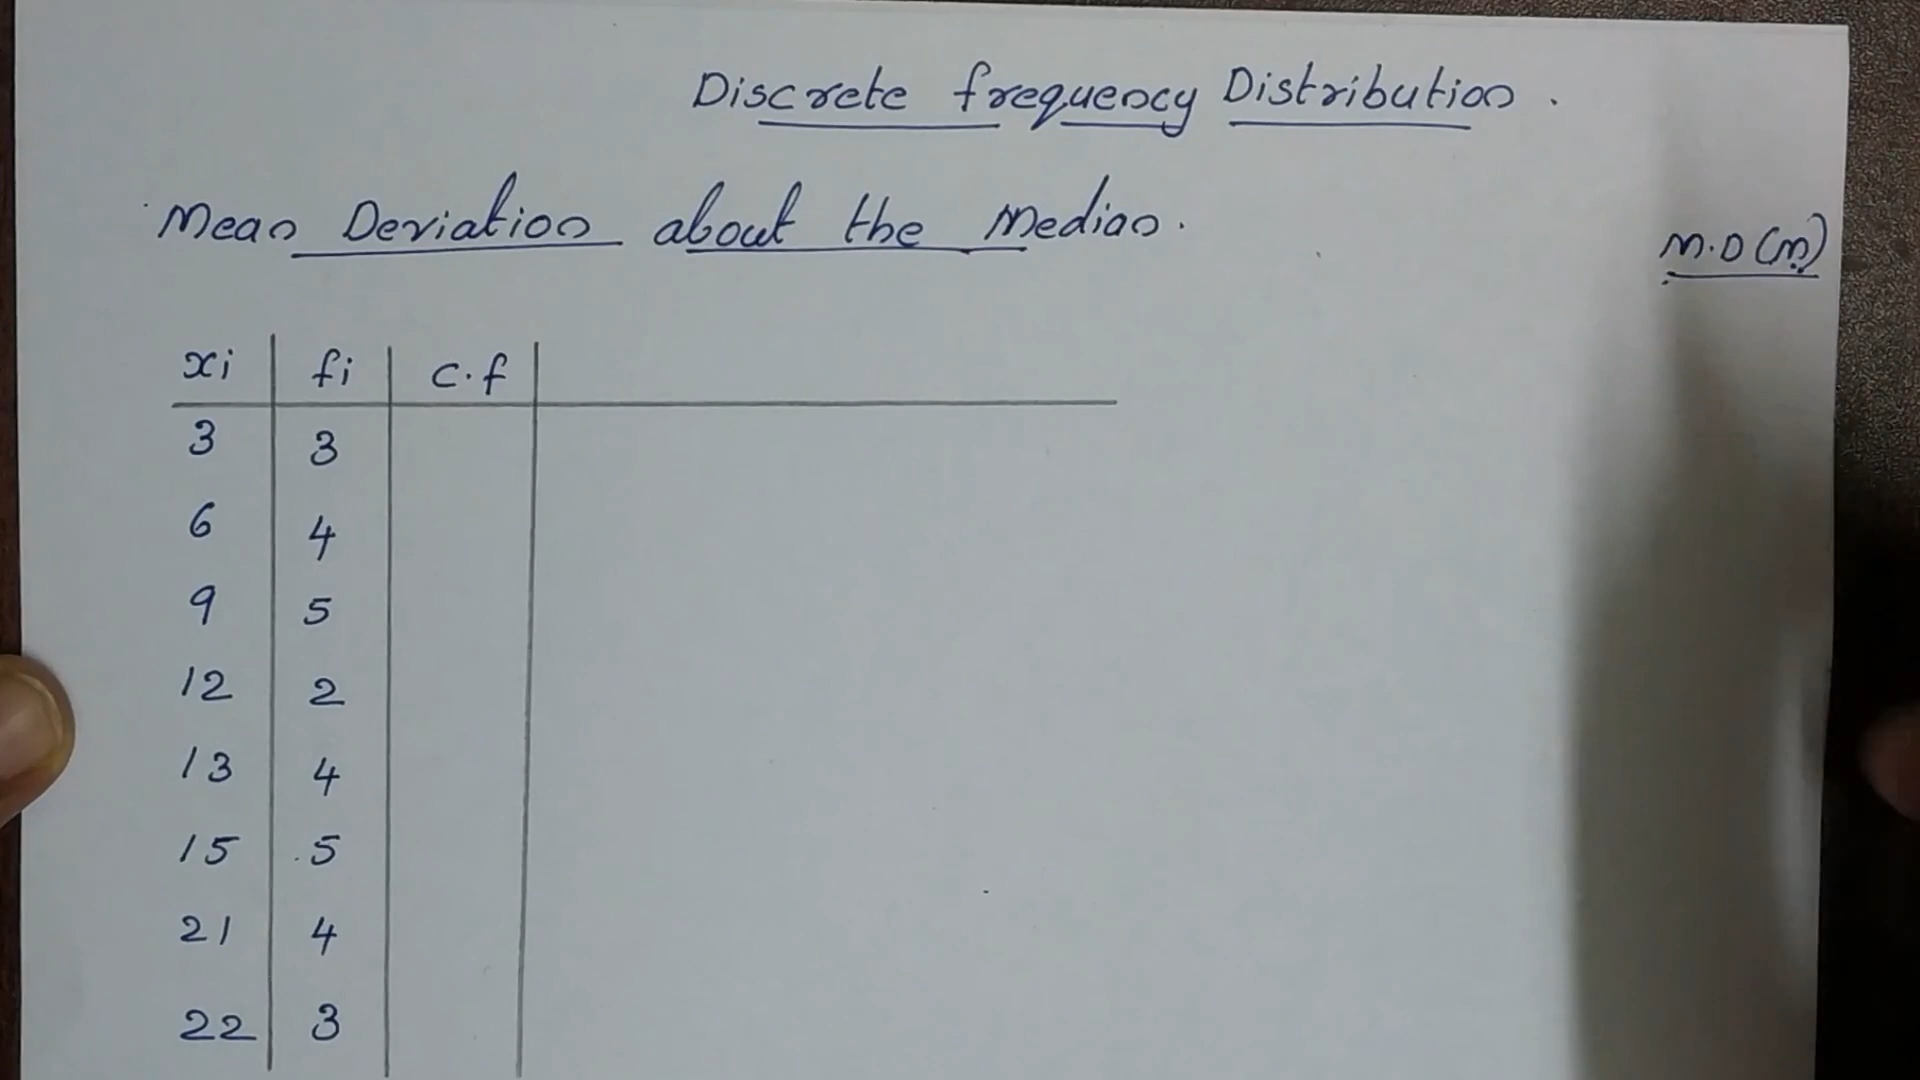 Discrete frequency Distribution.
Mean Deviation about the Median.
M.D(M)
xi fi c.f
3 3
6 4
9 5
12 2
13 4
15 5
21 4
22 3